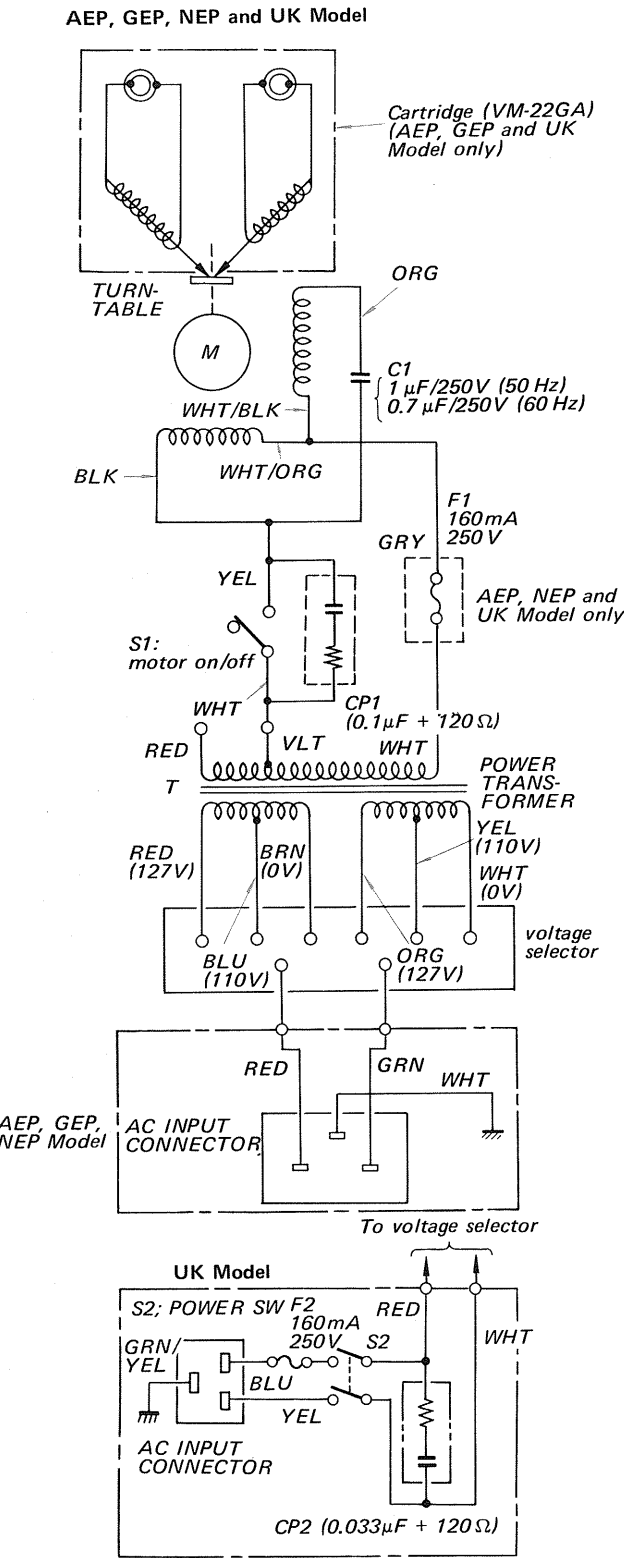 AEP, GEP, NEP and UK Model
Cartridge (VM-22GA)
(AEP, GEP and UK
Model only)
TURN-
TABLE
ORG
M
C1
1 μF/250V (50 Hz)
0.7 μF/250V (60 Hz)
WHT/BLK
WHT/ORG
BLK
F1
160mA
250V
GRY
YEL
AEP, NEP and
UK Model only
S1:
motor on/off
WHT
CP1
(0.1μF + 120Ω)
RED
VLT
WHT
T
POWER
TRANS-
FORMER
YEL
(110V)
RED
(127V)
BRN
(0V)
WHT
(0V)
BLU
(110V)
ORG
(127V)
voltage
selector
RED
GRN
WHT
AEP, GEP,
NEP Model
AC INPUT
CONNECTOR
To voltage selector
UK Model
S2; POWER SW
F2
160mA
250V
S2
RED
WHT
GRN/
YEL
BLU
YEL
AC INPUT
CONNECTOR
CP2 (0.033μF + 120Ω)